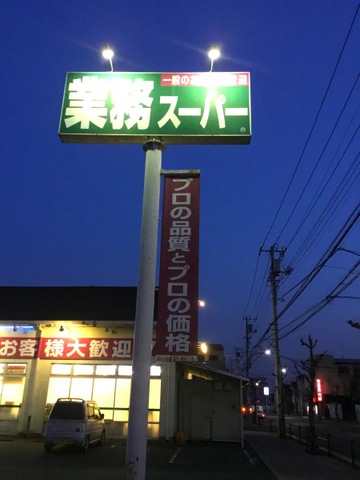 一般のお
業務スーパー
プロの品質とプロの価格
お客様大歓迎